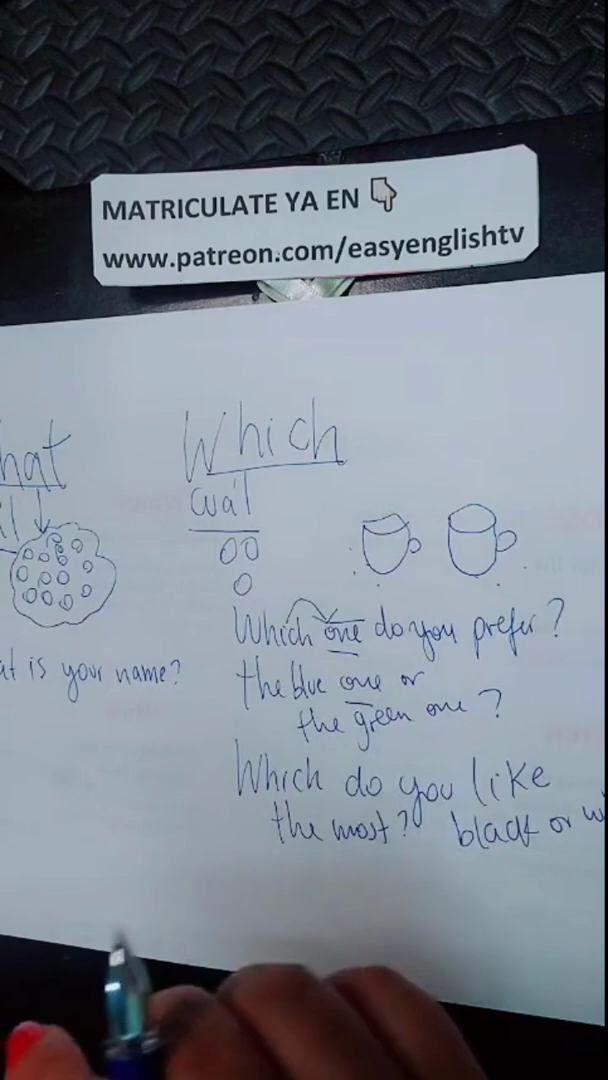 MATRICULATE YA EN
www.patreon.com/easyenglishtv
hat
Which
cuál
Which one do you prefer?
is your name?
the blue one or
the green one?
Which do you like
the most? black or